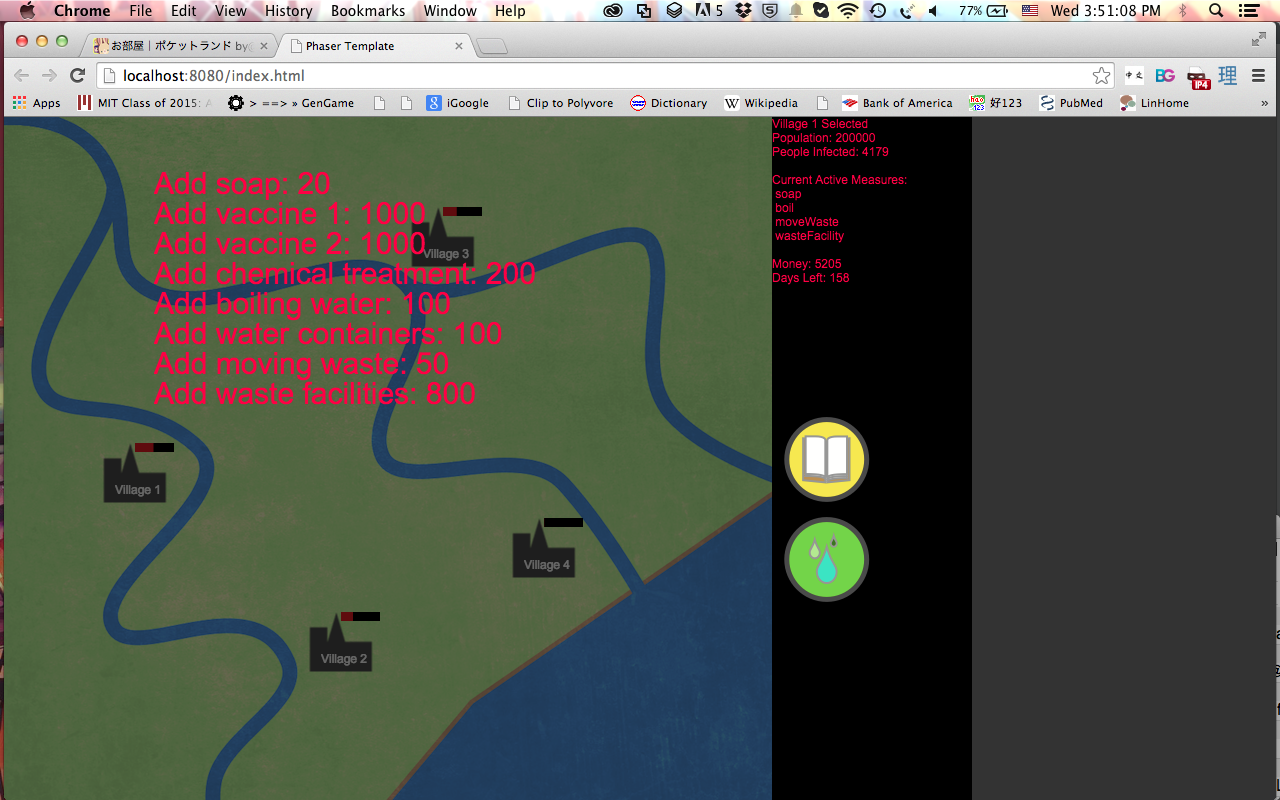 Chrome File Edit View History Bookmarks Window Help 5 77% Wed 3:51:08 PM
お部屋｜ポケットランド by Phaser Template
localhost:8080/index.html BG IP4 理
Apps MIT Class of 2015: > ==> » GenGame iGoogle Clip to Polyvore Dictionary Wikipedia Bank of America 好123 PubMed LinHome »
Village 1 Selected
Population: 200000
People Infected: 4179
Current Active Measures:
soap
boil
moveWaste
wasteFacility
Money: 5205
Days Left: 158
Add soap: 20
Add vaccine 1: 1000
Add vaccine 2: 1000
Add chemical treatment: 200
Add boiling water: 100
Add water containers: 100
Add moving waste: 50
Add waste facilities: 800
Village 3
Village 1
Village 4
Village 2